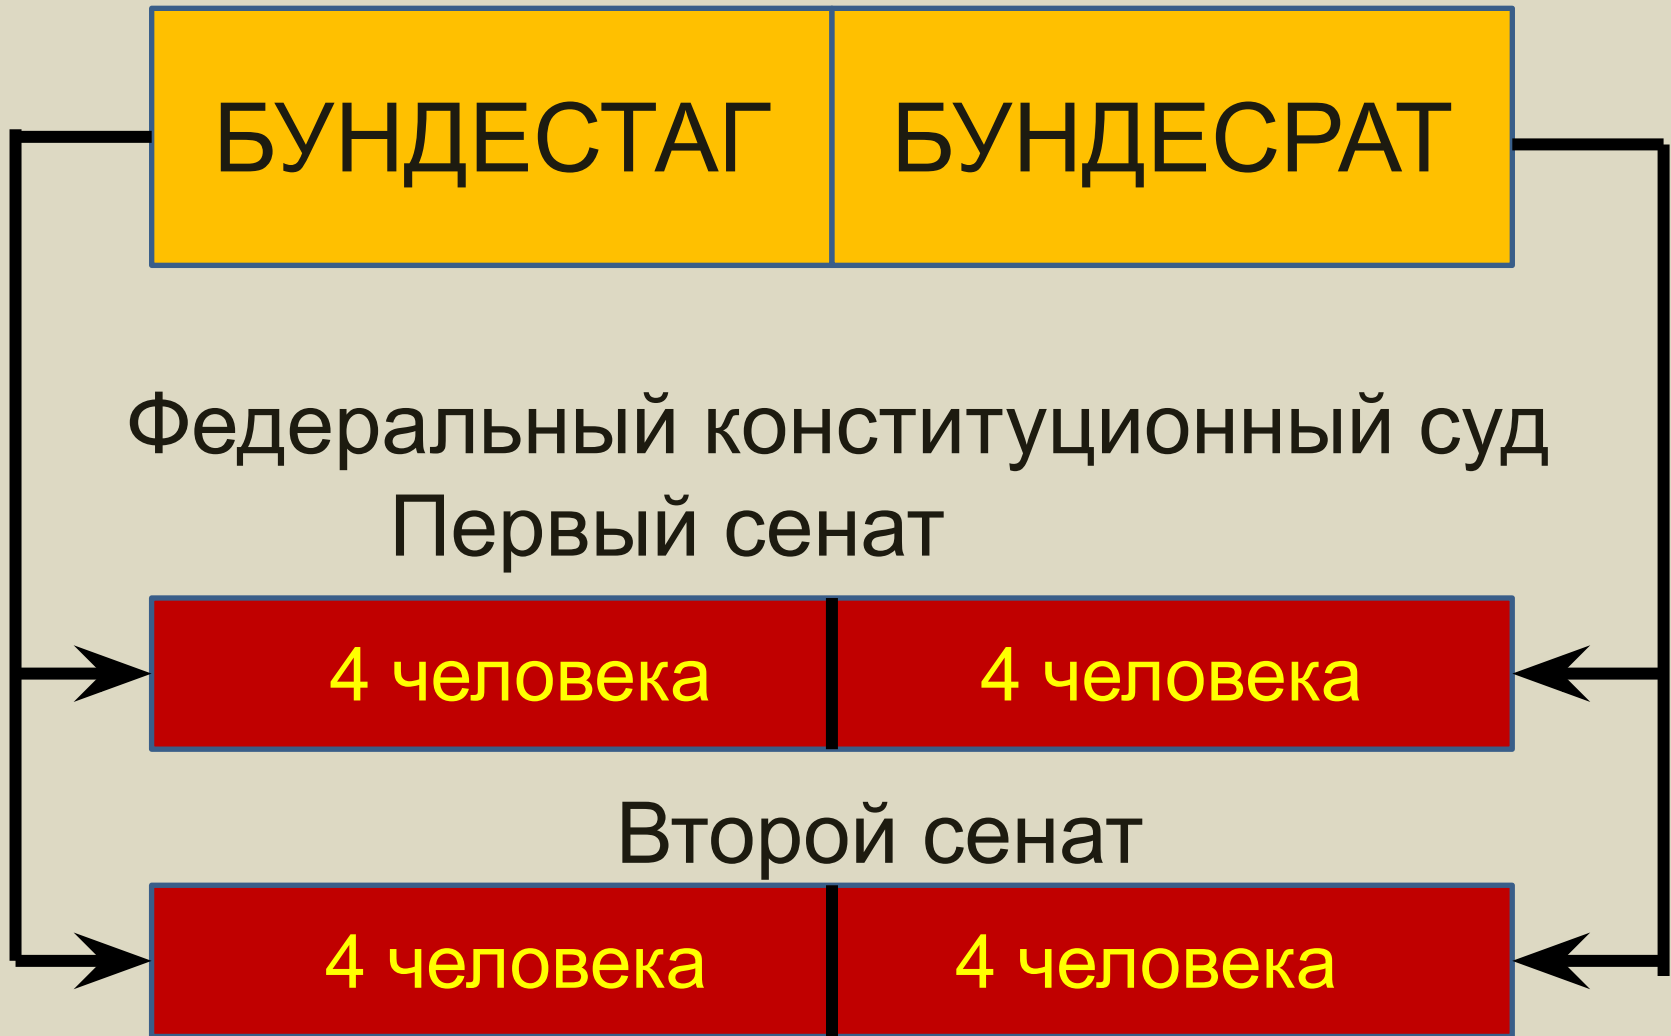 БУНДЕСТАГ БУНДЕСРАТ
Федеральный конституционный суд
Первый сенат
4 человека 4 человека
Второй сенат
4 человека 4 человека